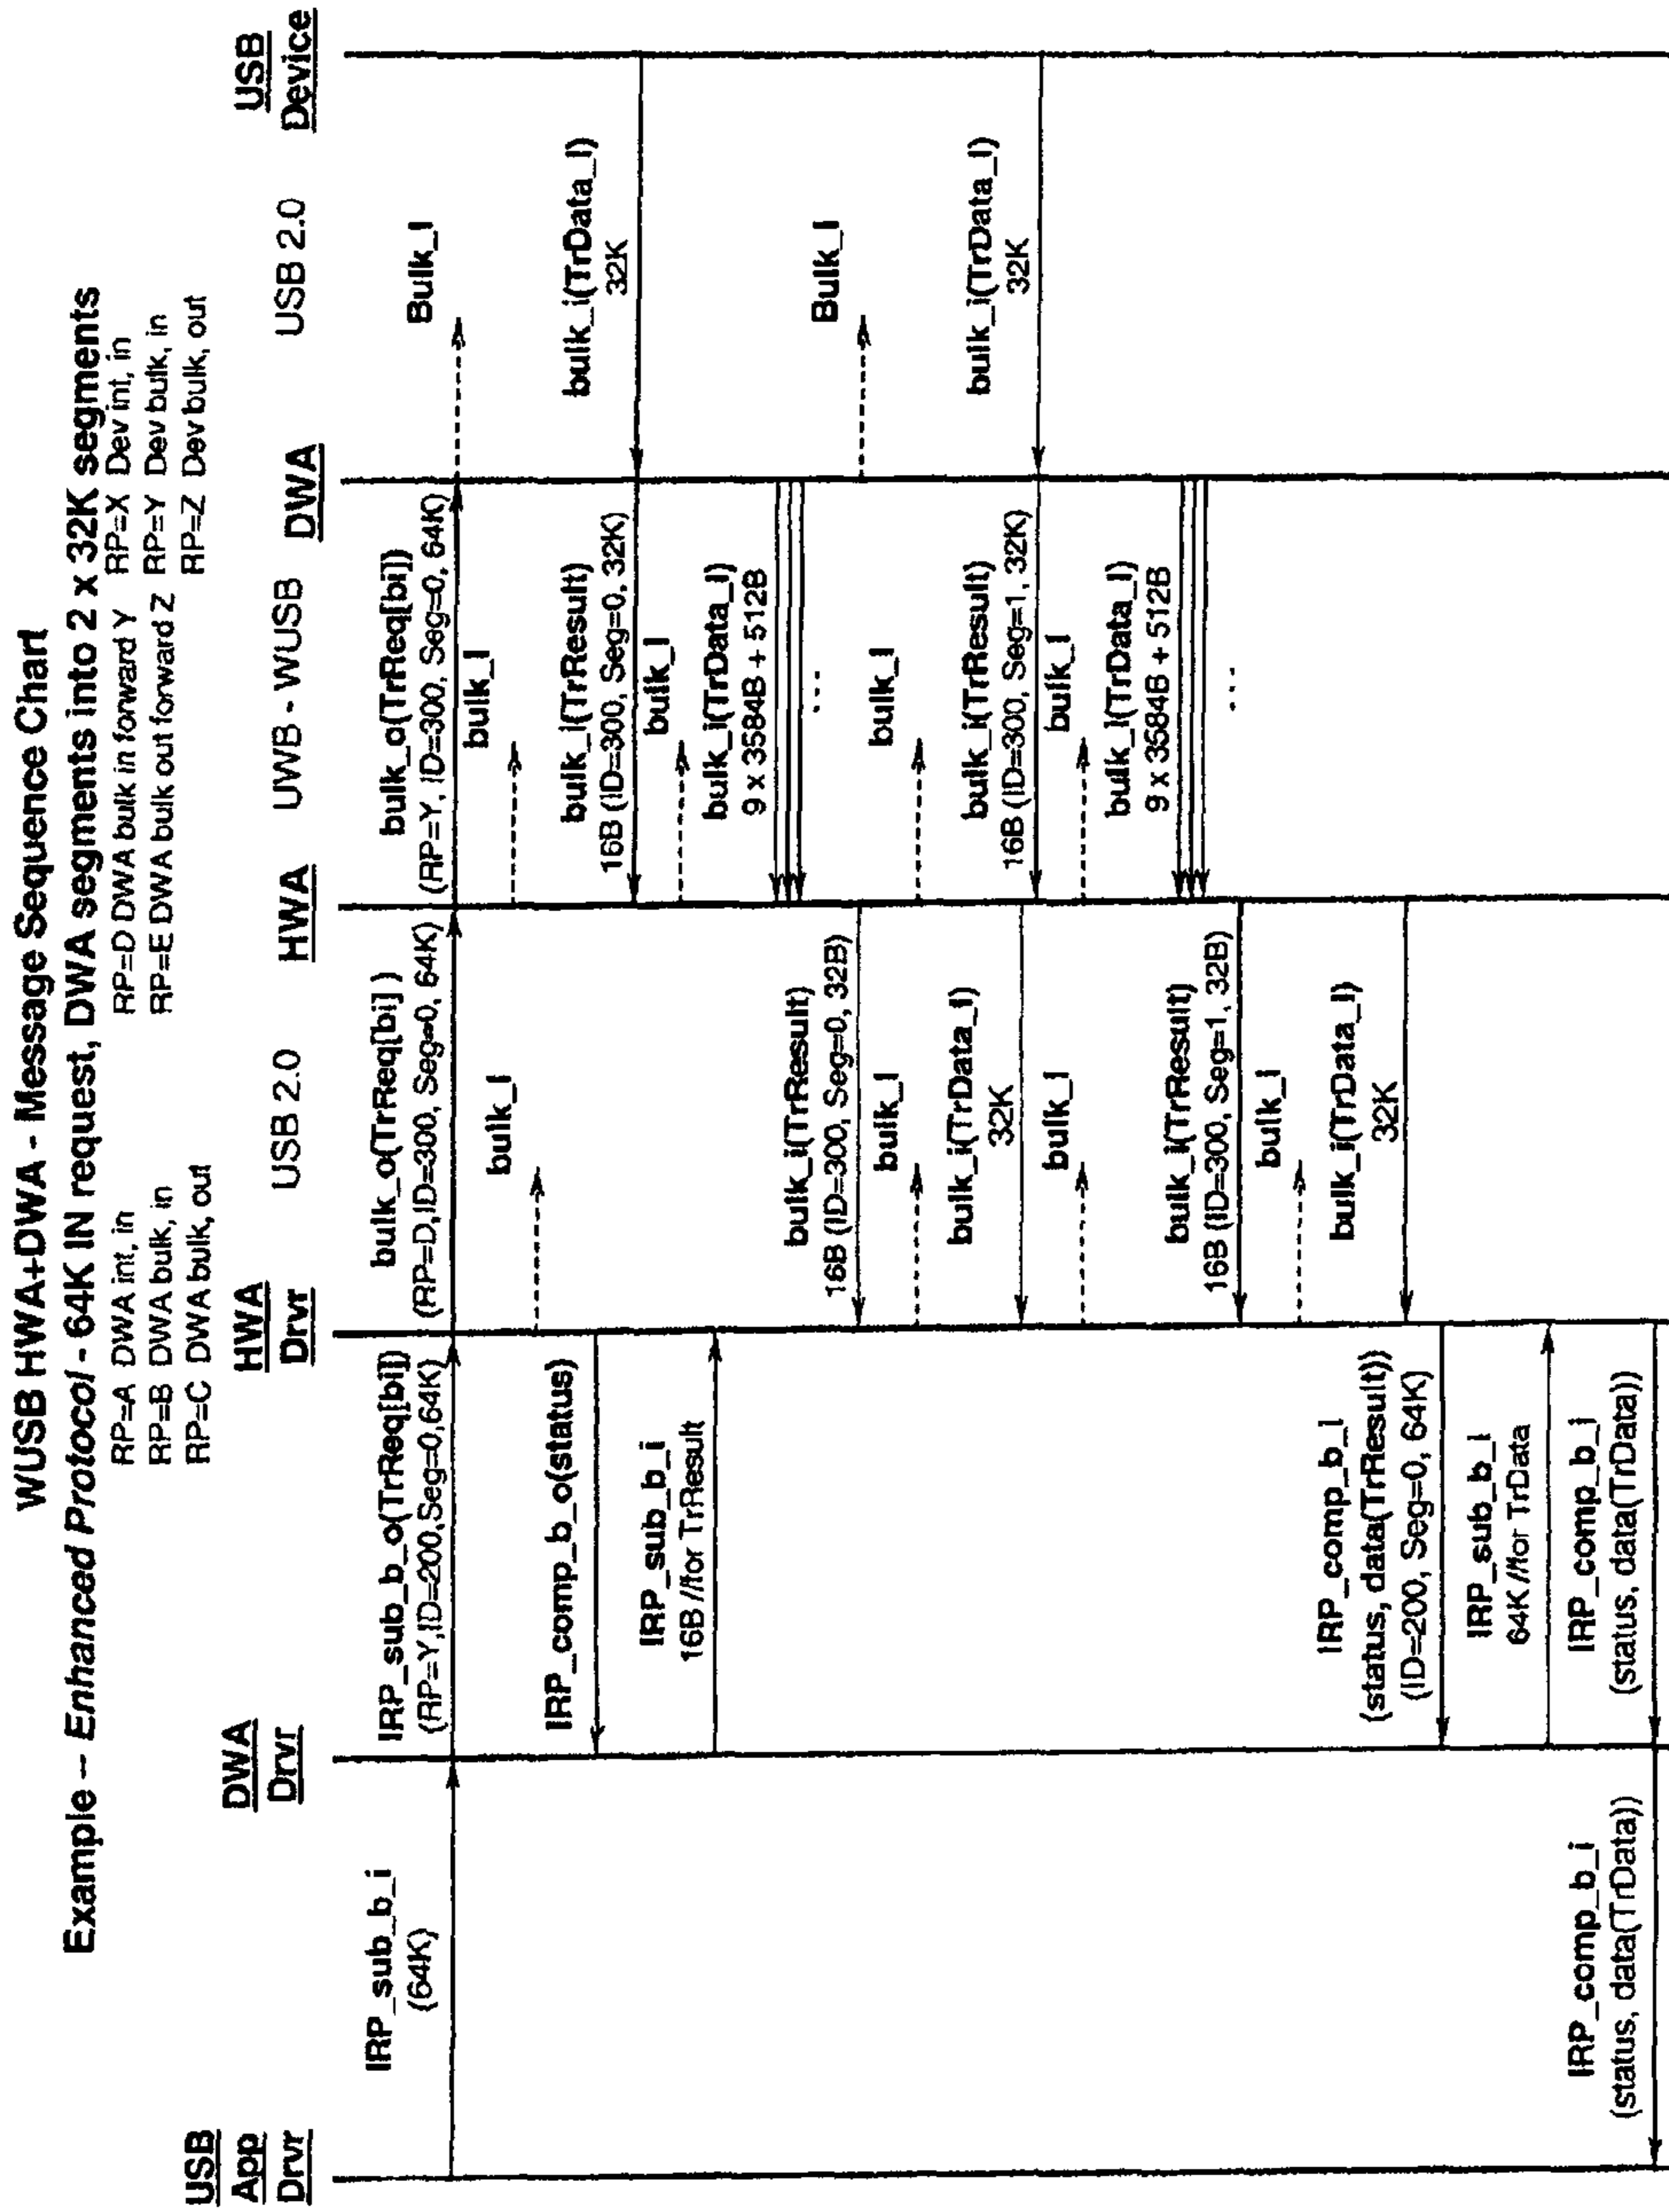 WUSB HWA+DWA - Message Sequence Chart
Example -- Enhanced Protocol - 64K IN request, DWA segments into 2 x 32K segments
RP=A DWA int, in
RP=B DWA bulk, in
RP=C DWA bulk, out
RP=D DWA bulk in forward Y
RP=E DWA bulk out forward Z
RP=X Dev int, in
RP=Y Dev bulk, in
RP=Z Dev bulk, out
USB
App
Drvr
DWA
Drvr
HWA
Drvr
USB 2.0
HWA
UWB - WUSB
DWA
USB 2.0
USB
Device
IRP_sub_b_i
(64K)
IRP_comp_b_i
(status, data(TrData))
IRP_sub_b_o(TrReq[bi])
(RP=Y,ID=200,Seg=0,64K)
IRP_comp_b_o(status)
IRP_sub_b_i
16B //for TrResult
IRP_comp_b_i
(status, data(TrResult))
(ID=200, Seg=0, 64K)
IRP_sub_b_i
64K //for TrData
IRP_comp_b_i
(status, data(TrData))
bulk_o(TrReq[bi])
(RP=D,ID=300, Seg=0, 64K)
bulk_I
bulk_i(TrResult)
16B (ID=300, Seg=0, 32B)
bulk_I
bulk_i(TrData_I)
32K
bulk_I
bulk_i(TrResult)
16B (ID=300, Seg=1, 32B)
bulk_I
bulk_i(TrData_I)
32K
bulk_o(TrReq[bi])
(RP=Y, ID=300, Seg=0, 64K)
bulk_I
bulk_i(TrResult)
16B (ID=300, Seg=0, 32K)
bulk_I
bulk_i(TrData_I)
9 x 3584B + 512B
...
bulk_I
bulk_i(TrResult)
16B (ID=300, Seg=1, 32K)
bulk_I
bulk_I(TrData_I)
9 x 3584B + 512B
...
Bulk_I
bulk_i(TrData_I)
32K
Bulk_I
bulk_i(TrData_I)
32K